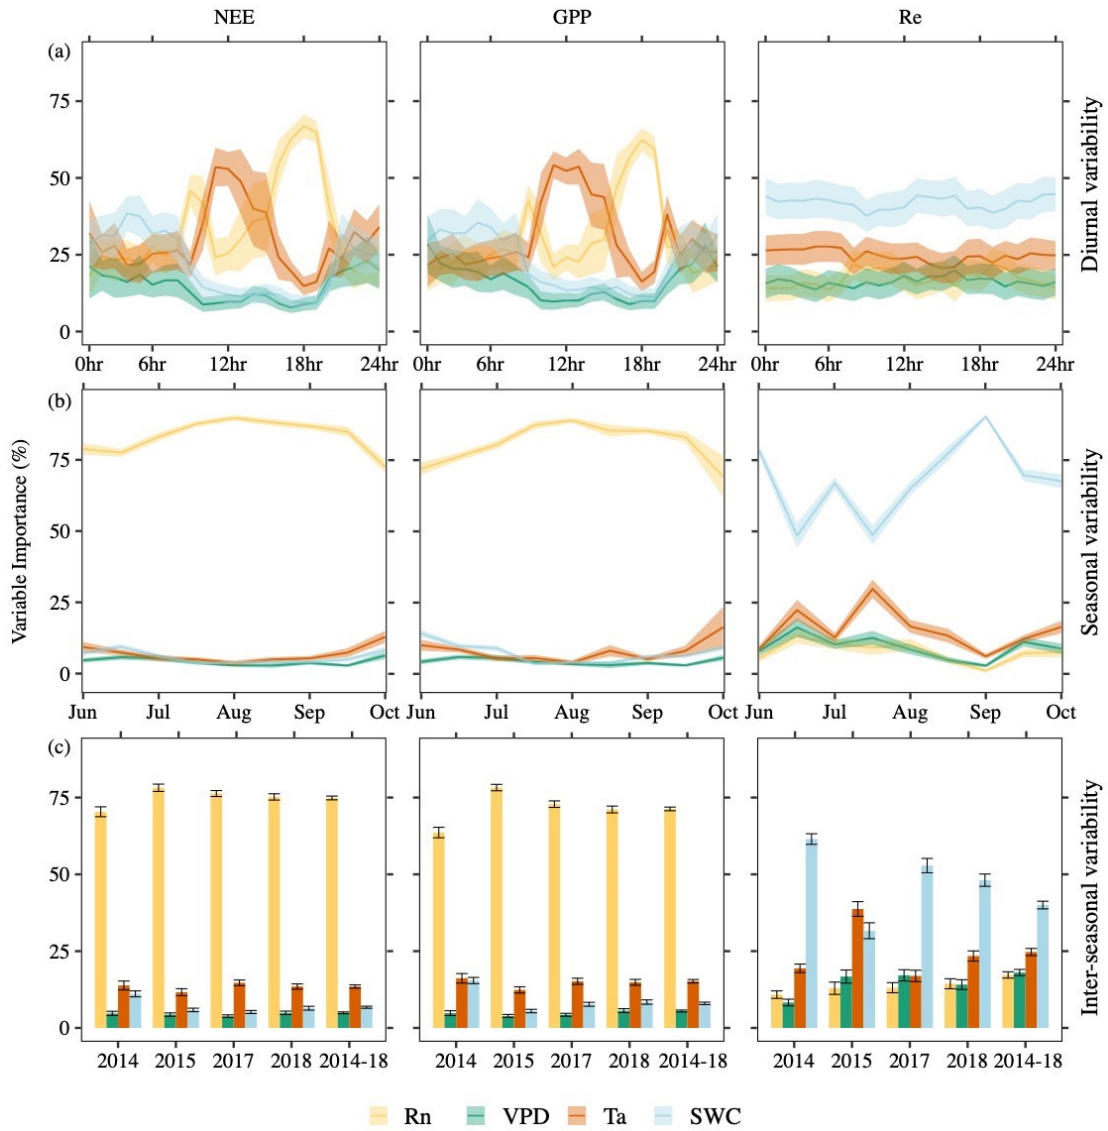 NEE GPP Re
(a)
75
50
25
0
Diurnal variability
0hr 6hr 12hr 18hr 24hr 0hr 6hr 12hr 18hr 24hr 0hr 6hr 12hr 18hr 24hr
(b)
75
50
25
0
Variable Importance (%)
Seasonal variability
Jun Jul Aug Sep Oct Jun Jul Aug Sep Oct Jun Jul Aug Sep Oct
(c)
75
50
25
0
Inter-seasonal variability
2014 2015 2017 2018 2014-18 2014 2015 2017 2018 2014-18 2014 2015 2017 2018 2014-18
Rn VPD Ta SWC